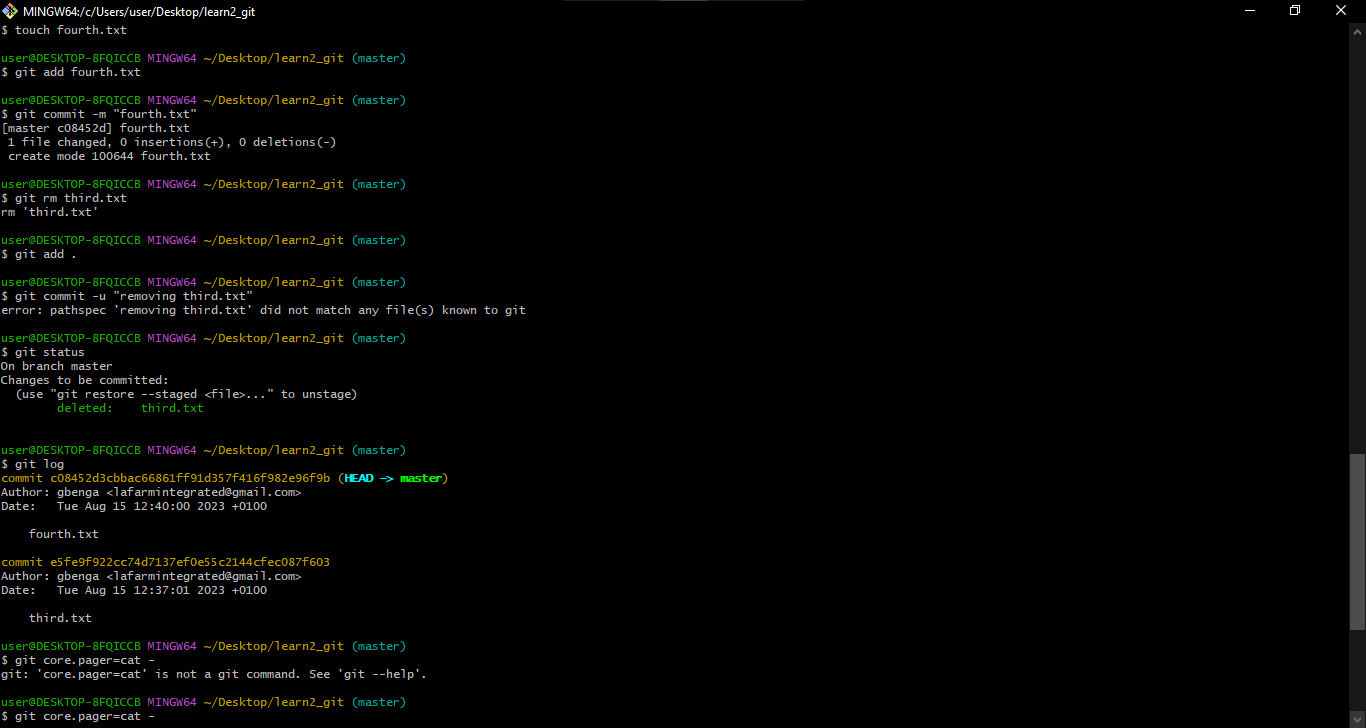 MINGW64:/c/Users/user/Desktop/learn2_git
$ touch fourth.txt
user@DESKTOP-8FQICCB MINGW64 ~/Desktop/learn2_git (master)
$ git add fourth.txt
user@DESKTOP-8FQICCB MINGW64 ~/Desktop/learn2_git (master)
$ git commit -m "fourth.txt"
[master c08452d] fourth.txt
 1 file changed, 0 insertions(+), 0 deletions(-)
 create mode 100644 fourth.txt
user@DESKTOP-8FQICCB MINGW64 ~/Desktop/learn2_git (master)
$ git rm third.txt
rm 'third.txt'
user@DESKTOP-8FQICCB MINGW64 ~/Desktop/learn2_git (master)
$ git add .
user@DESKTOP-8FQICCB MINGW64 ~/Desktop/learn2_git (master)
$ git commit -u "removing third.txt"
error: pathspec 'removing third.txt' did not match any file(s) known to git
user@DESKTOP-8FQICCB MINGW64 ~/Desktop/learn2_git (master)
$ git status
On branch master
Changes to be committed:
  (use "git restore --staged <file>..." to unstage)
        deleted:    third.txt
user@DESKTOP-8FQICCB MINGW64 ~/Desktop/learn2_git (master)
$ git log
commit c08452d3cbbac66861ff91d357f416f982e96f9b (HEAD -> master)
Author: gbenga <lafarmintegrated@gmail.com>
Date:   Tue Aug 15 12:40:00 2023 +0100
    fourth.txt
commit e5fe9f922cc74d7137ef0e55c2144cfec087f603
Author: gbenga <lafarmintegrated@gmail.com>
Date:   Tue Aug 15 12:37:01 2023 +0100
    third.txt
user@DESKTOP-8FQICCB MINGW64 ~/Desktop/learn2_git (master)
$ git core.pager=cat -
git: 'core.pager=cat' is not a git command. See 'git --help'.
user@DESKTOP-8FQICCB MINGW64 ~/Desktop/learn2_git (master)
$ git core.pager=cat -